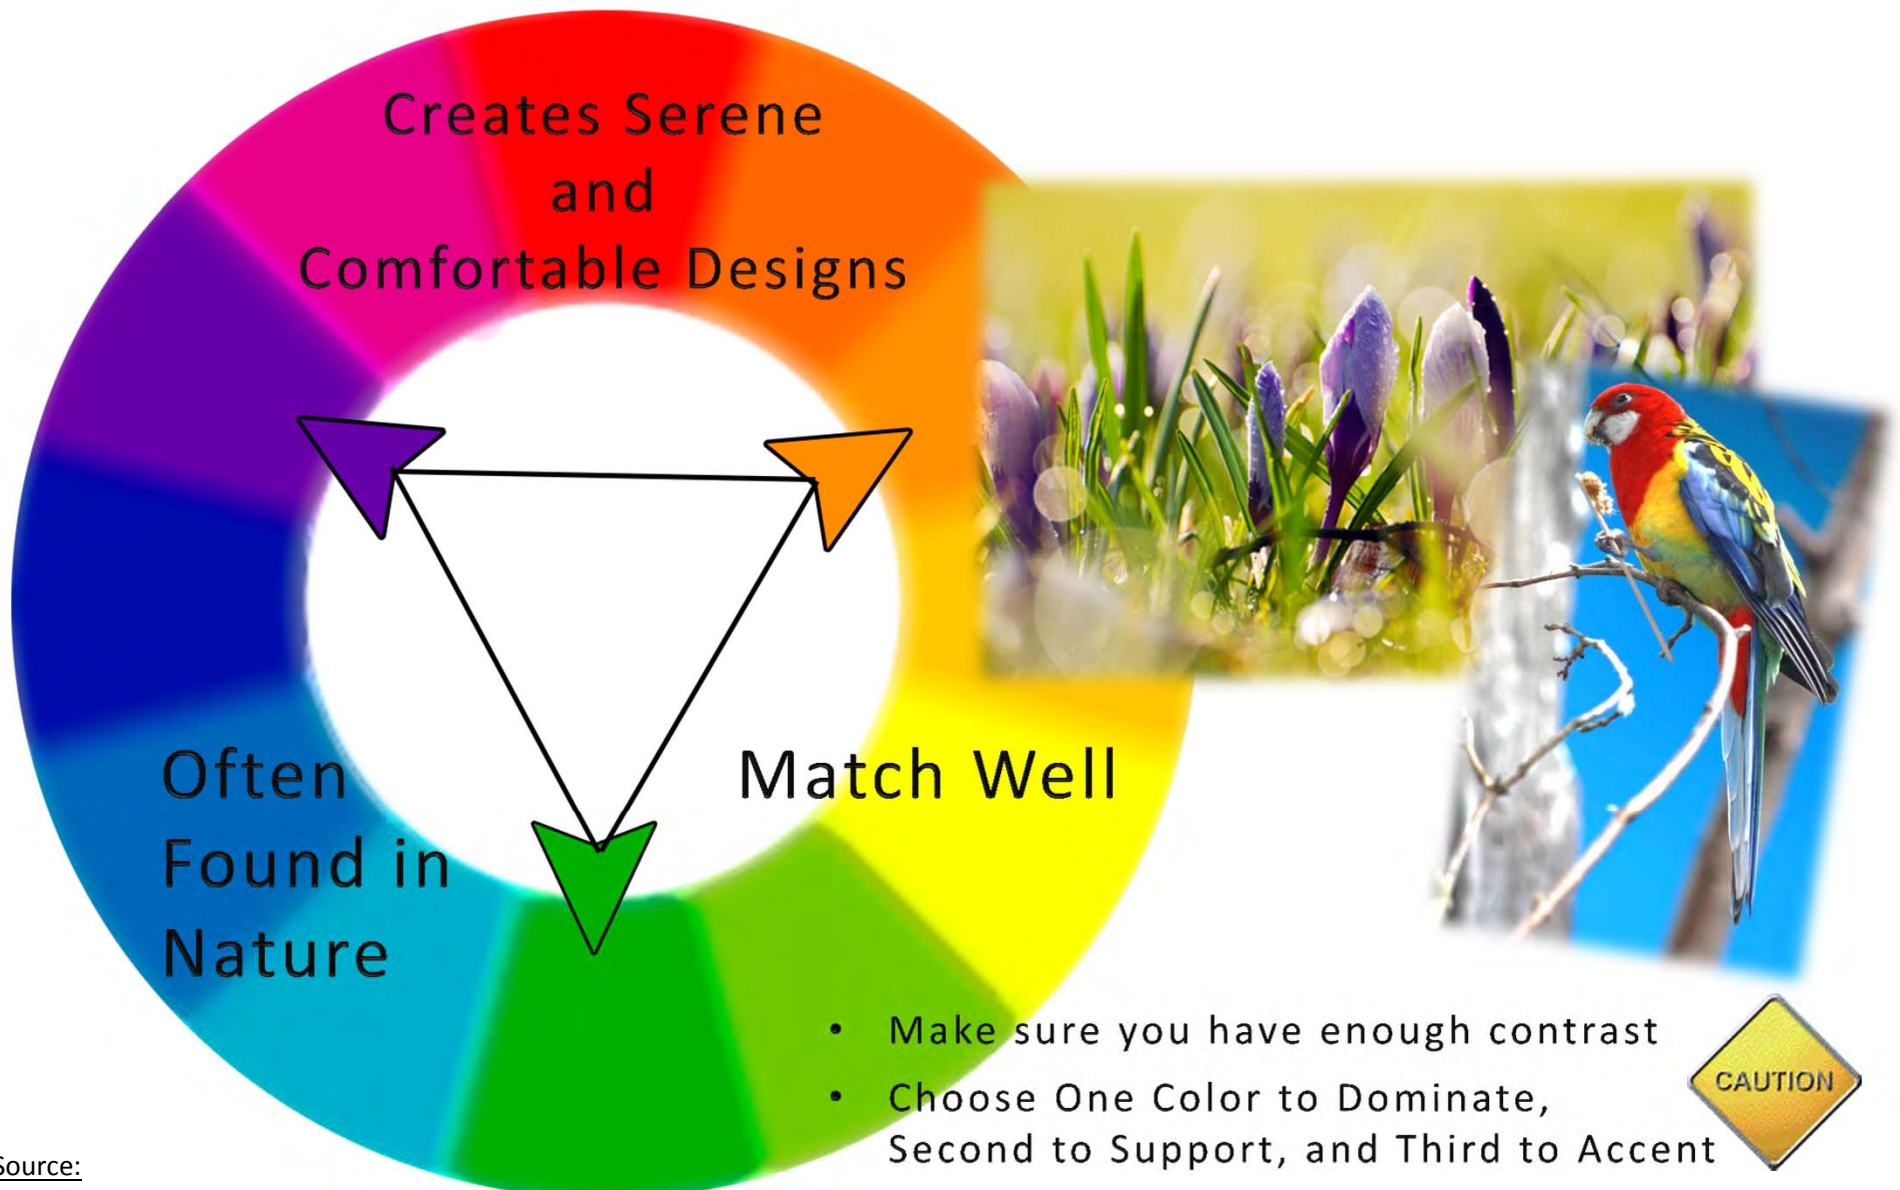 Creates Serene
and
Comfortable Designs
Often
Found in
Nature
Match Well
• Make sure you have enough contrast
• Choose One Color to Dominate,
Second to Support, and Third to Accent
CAUTION
Source: